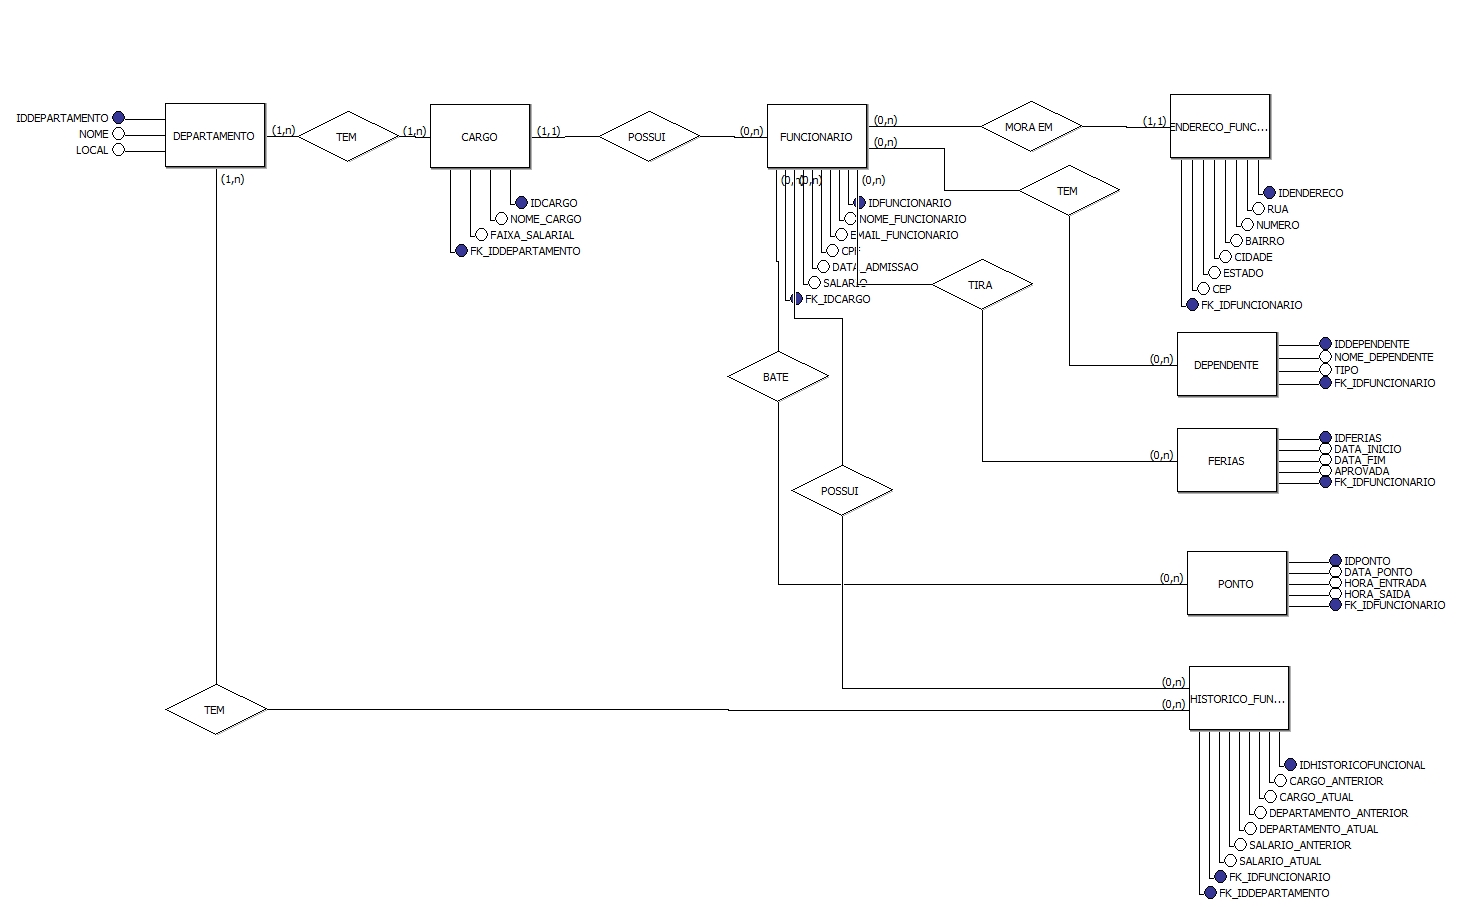 IDDEPARTAMENTO
NOME
LOCAL
DEPARTAMENTO
(1,n)
TEM
(1,n)
CARGO
(1,1)
POSSUI
(0,n)
FUNCIONARIO
(0,n)
MORA EM
(1,1)
ENDERECO_FUNC...
(0,n)
TEM
(1,n)
(0,n)
(0,n)
(0,n)
IDCARGO
NOME_CARGO
FAIXA_SALARIAL
FK_IDDEPARTAMENTO
IDFUNCIONARIO
NOME_FUNCIONARIO
EMAIL_FUNCIONARIO
CPF
DATA_ADMISSAO
SALARIO
FK_IDCARGO
IDENDERECO
RUA
NUMERO
BAIRRO
CIDADE
ESTADO
CEP
FK_IDFUNCIONARIO
TIRA
(0,n)
DEPENDENTE
IDDEPENDENTE
NOME_DEPENDENTE
TIPO
FK_IDFUNCIONARIO
BATE
(0,n)
FERIAS
IDFERIAS
DATA_INICIO
DATA_FIM
APROVADA
FK_IDFUNCIONARIO
POSSUI
(0,n)
PONTO
IDPONTO
DATA_PONTO
HORA_ENTRADA
HORA_SAIDA
FK_IDFUNCIONARIO
(0,n)
HISTORICO_FUN...
(0,n)
TEM
IDHISTORICOFUNCIONAL
CARGO_ANTERIOR
CARGO_ATUAL
DEPARTAMENTO_ANTERIOR
DEPARTAMENTO_ATUAL
SALARIO_ANTERIOR
SALARIO_ATUAL
FK_IDFUNCIONARIO
FK_IDDEPARTAMENTO